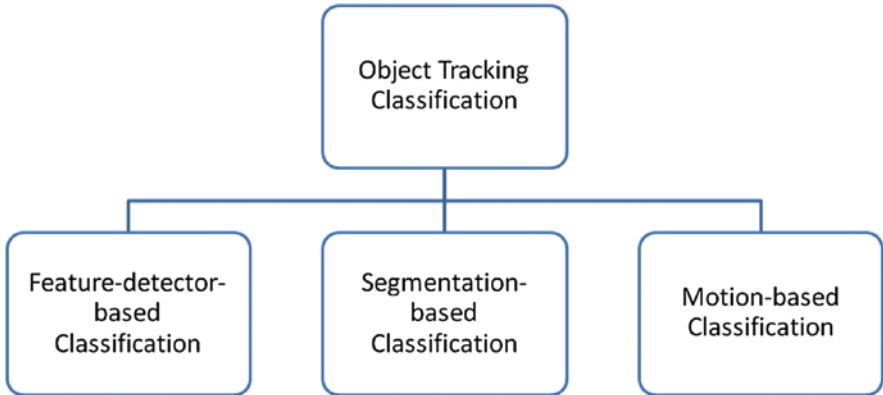 Object Tracking
Classification
Feature-detector-
based
Classification
Segmentation-
based
Classification
Motion-based
Classification